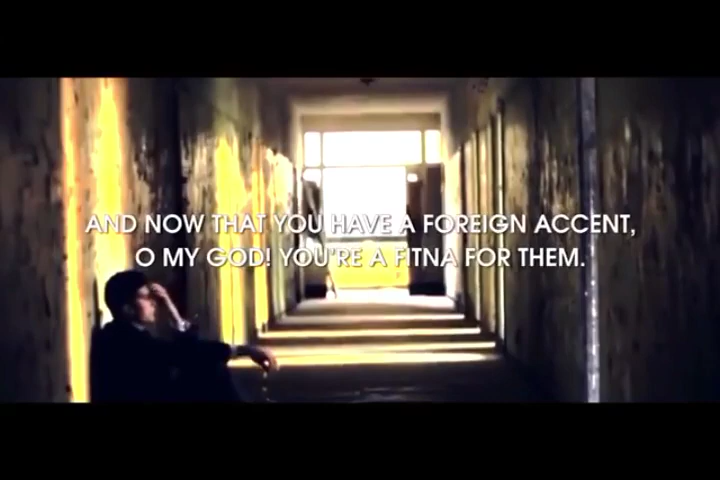 AND NOW THAT YOU HAVE A FOREIGN ACCENT,
O MY GOD! YOU'RE A FITNA FOR THEM.